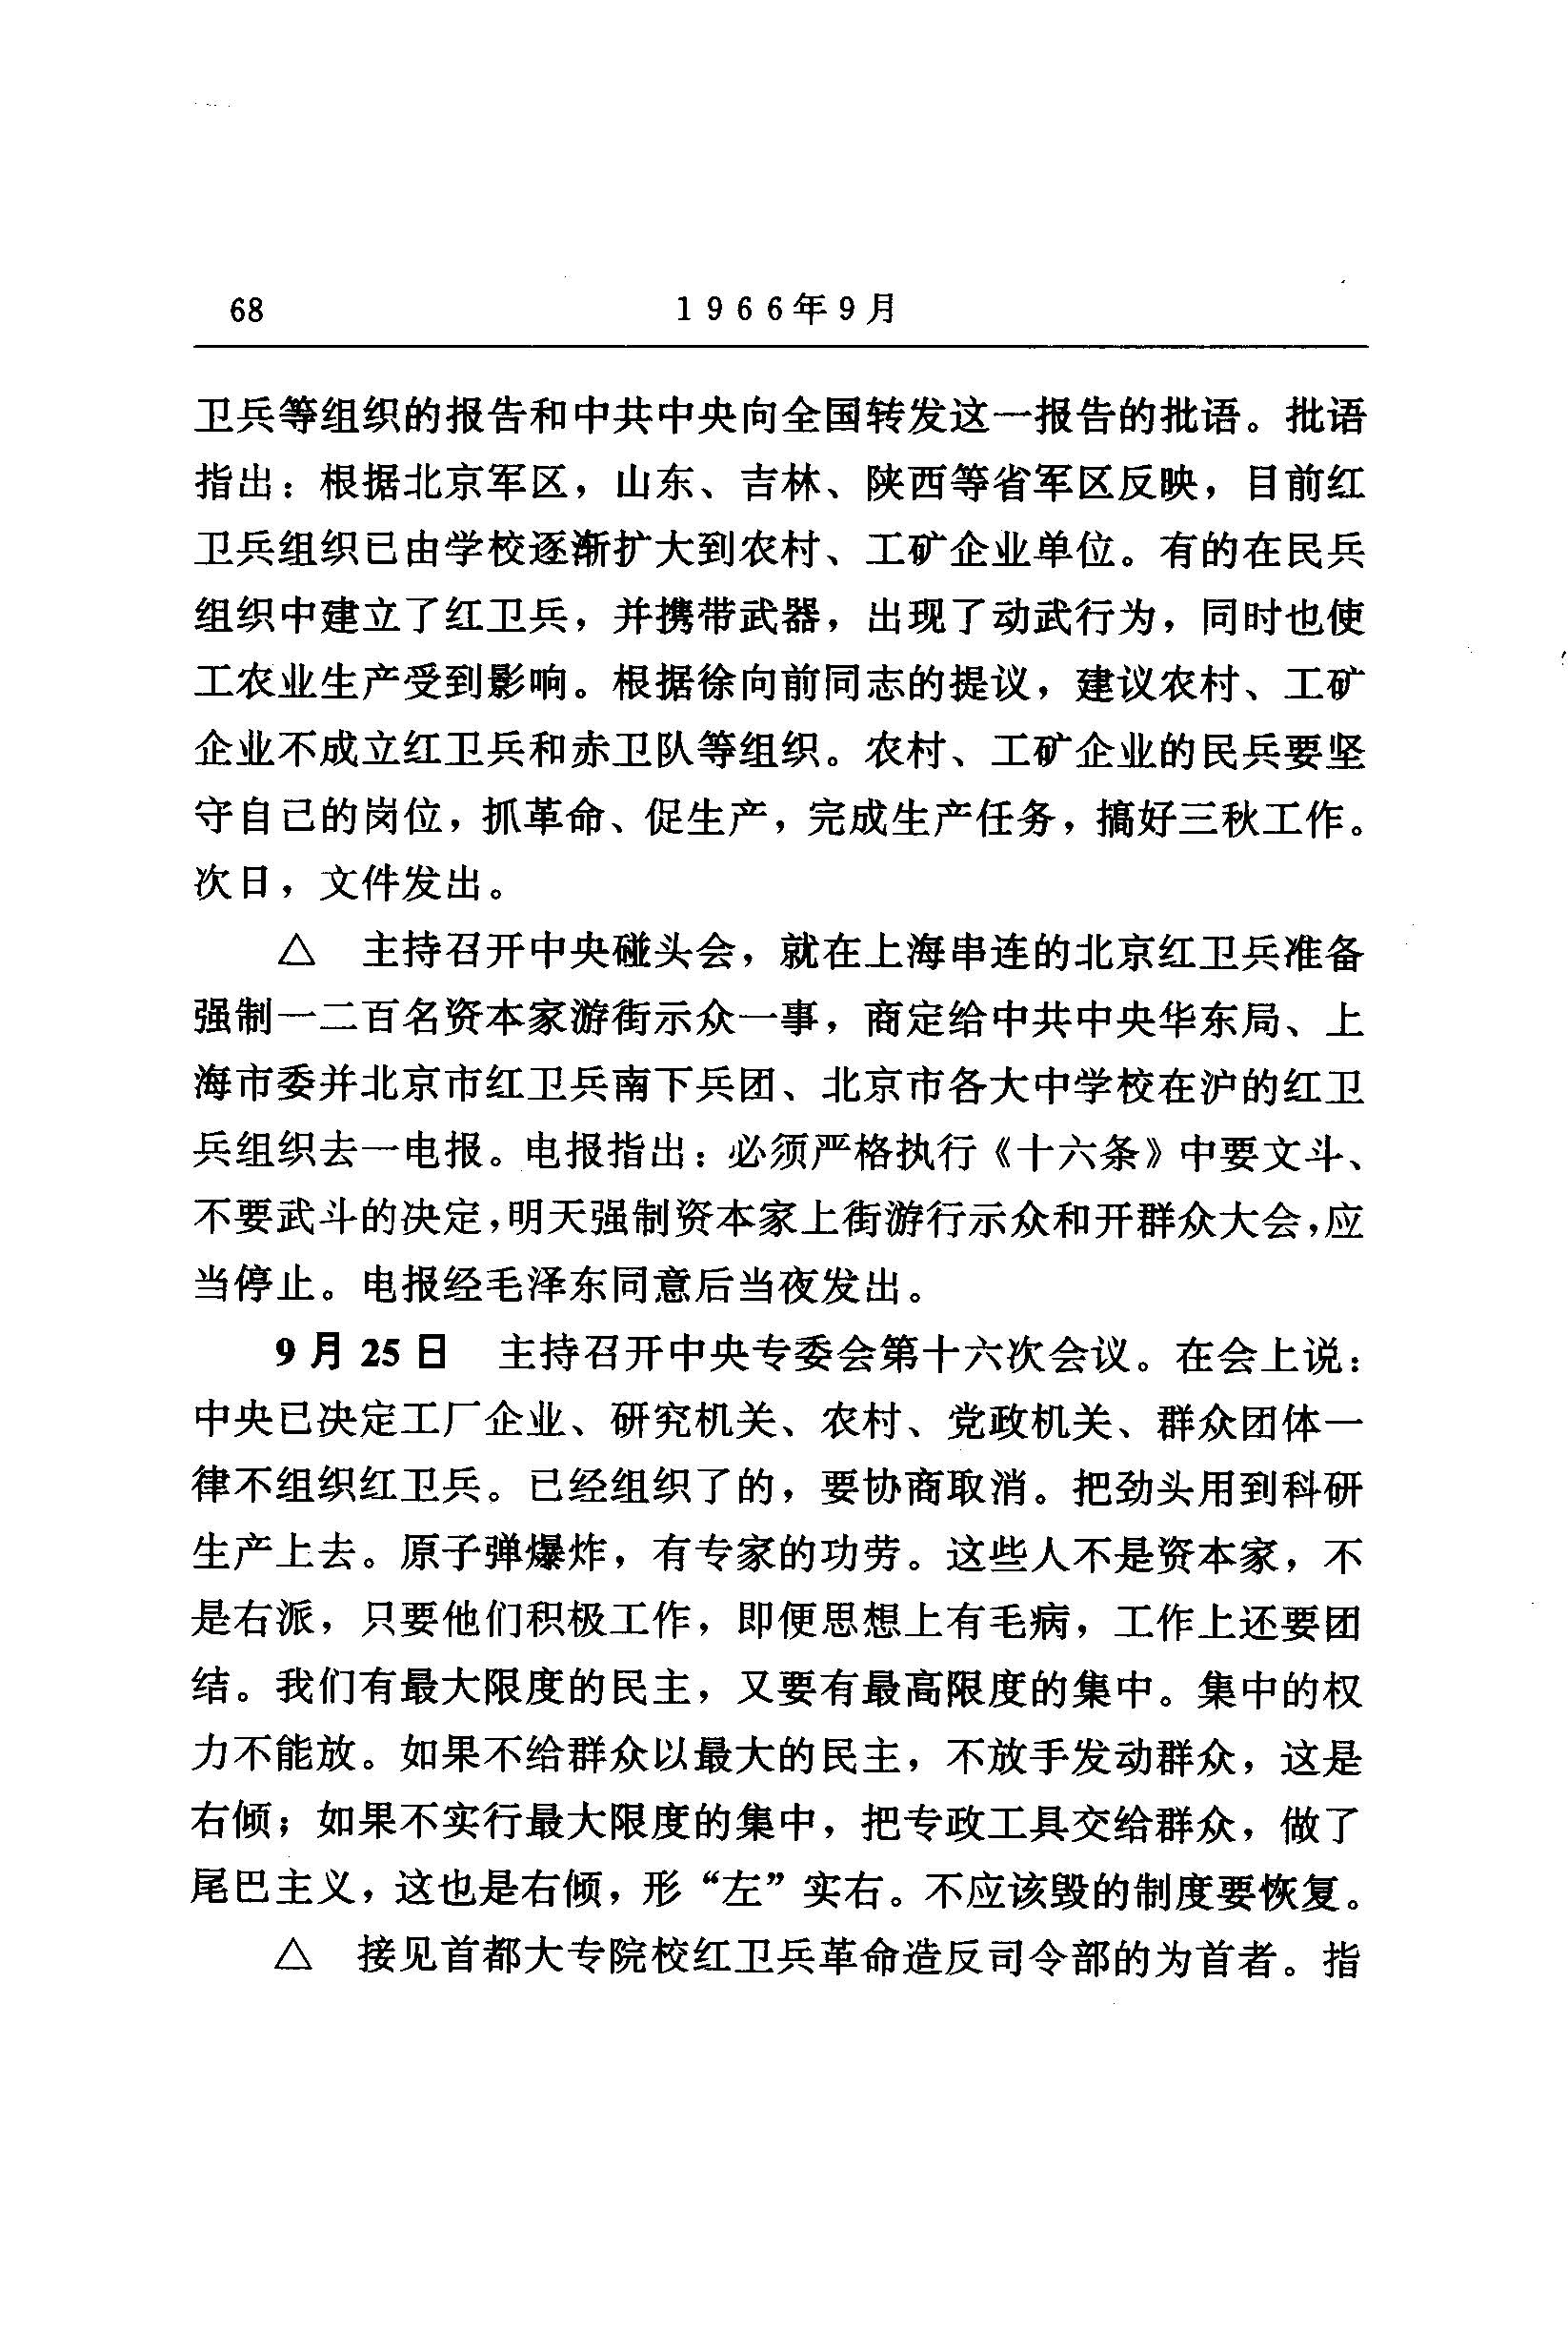 68
1966年9月
卫兵等组织的报告和中共中央向全国转发这一报告的批语。批语
指出：根据北京军区，山东、吉林、陕西等省军区反映，目前红
卫兵组织已由学校逐渐扩大到农村、工矿企业单位。有的在民兵
组织中建立了红卫兵，并携带武器，出现了动武行为，同时也使
工农业生产受到影响。根据徐向前同志的提议，建议农村、工矿
企业不成立红卫兵和赤卫队等组织。农村、工矿企业的民兵要坚
守自己的岗位，抓革命、促生产，完成生产任务，搞好三秋工作。
次日，文件发出。
△　主持召开中央碰头会，就在上海串连的北京红卫兵准备
强制一二百名资本家游街示众一事，商定给中共中央华东局、上
海市委并北京市红卫兵南下兵团、北京市各大中学校在沪的红卫
兵组织去一电报。电报指出：必须严格执行《十六条》中要文斗、
不要武斗的决定，明天强制资本家上街游行示众和开群众大会，应
当停止。电报经毛泽东同意后当夜发出。
9月25日　主持召开中央专委会第十六次会议。在会上说：
中央已决定工厂企业、研究机关、农村、党政机关、群众团体一
律不组织红卫兵。已经组织了的，要协商取消。把劲头用到科研
生产上去。原子弹爆炸，有专家的功劳。这些人不是资本家，不
是右派，只要他们积极工作，即便思想上有毛病，工作上还要团
结。我们有最大限度的民主，又要有最高限度的集中。集中的权
力不能放。如果不给群众以最大的民主，不放手发动群众，这是
右倾；如果不实行最大限度的集中，把专政工具交给群众，做了
尾巴主义，这也是右倾，形“左”实右。不应该毁的制度要恢复。
△　接见首都大专院校红卫兵革命造反司令部的为首者。指